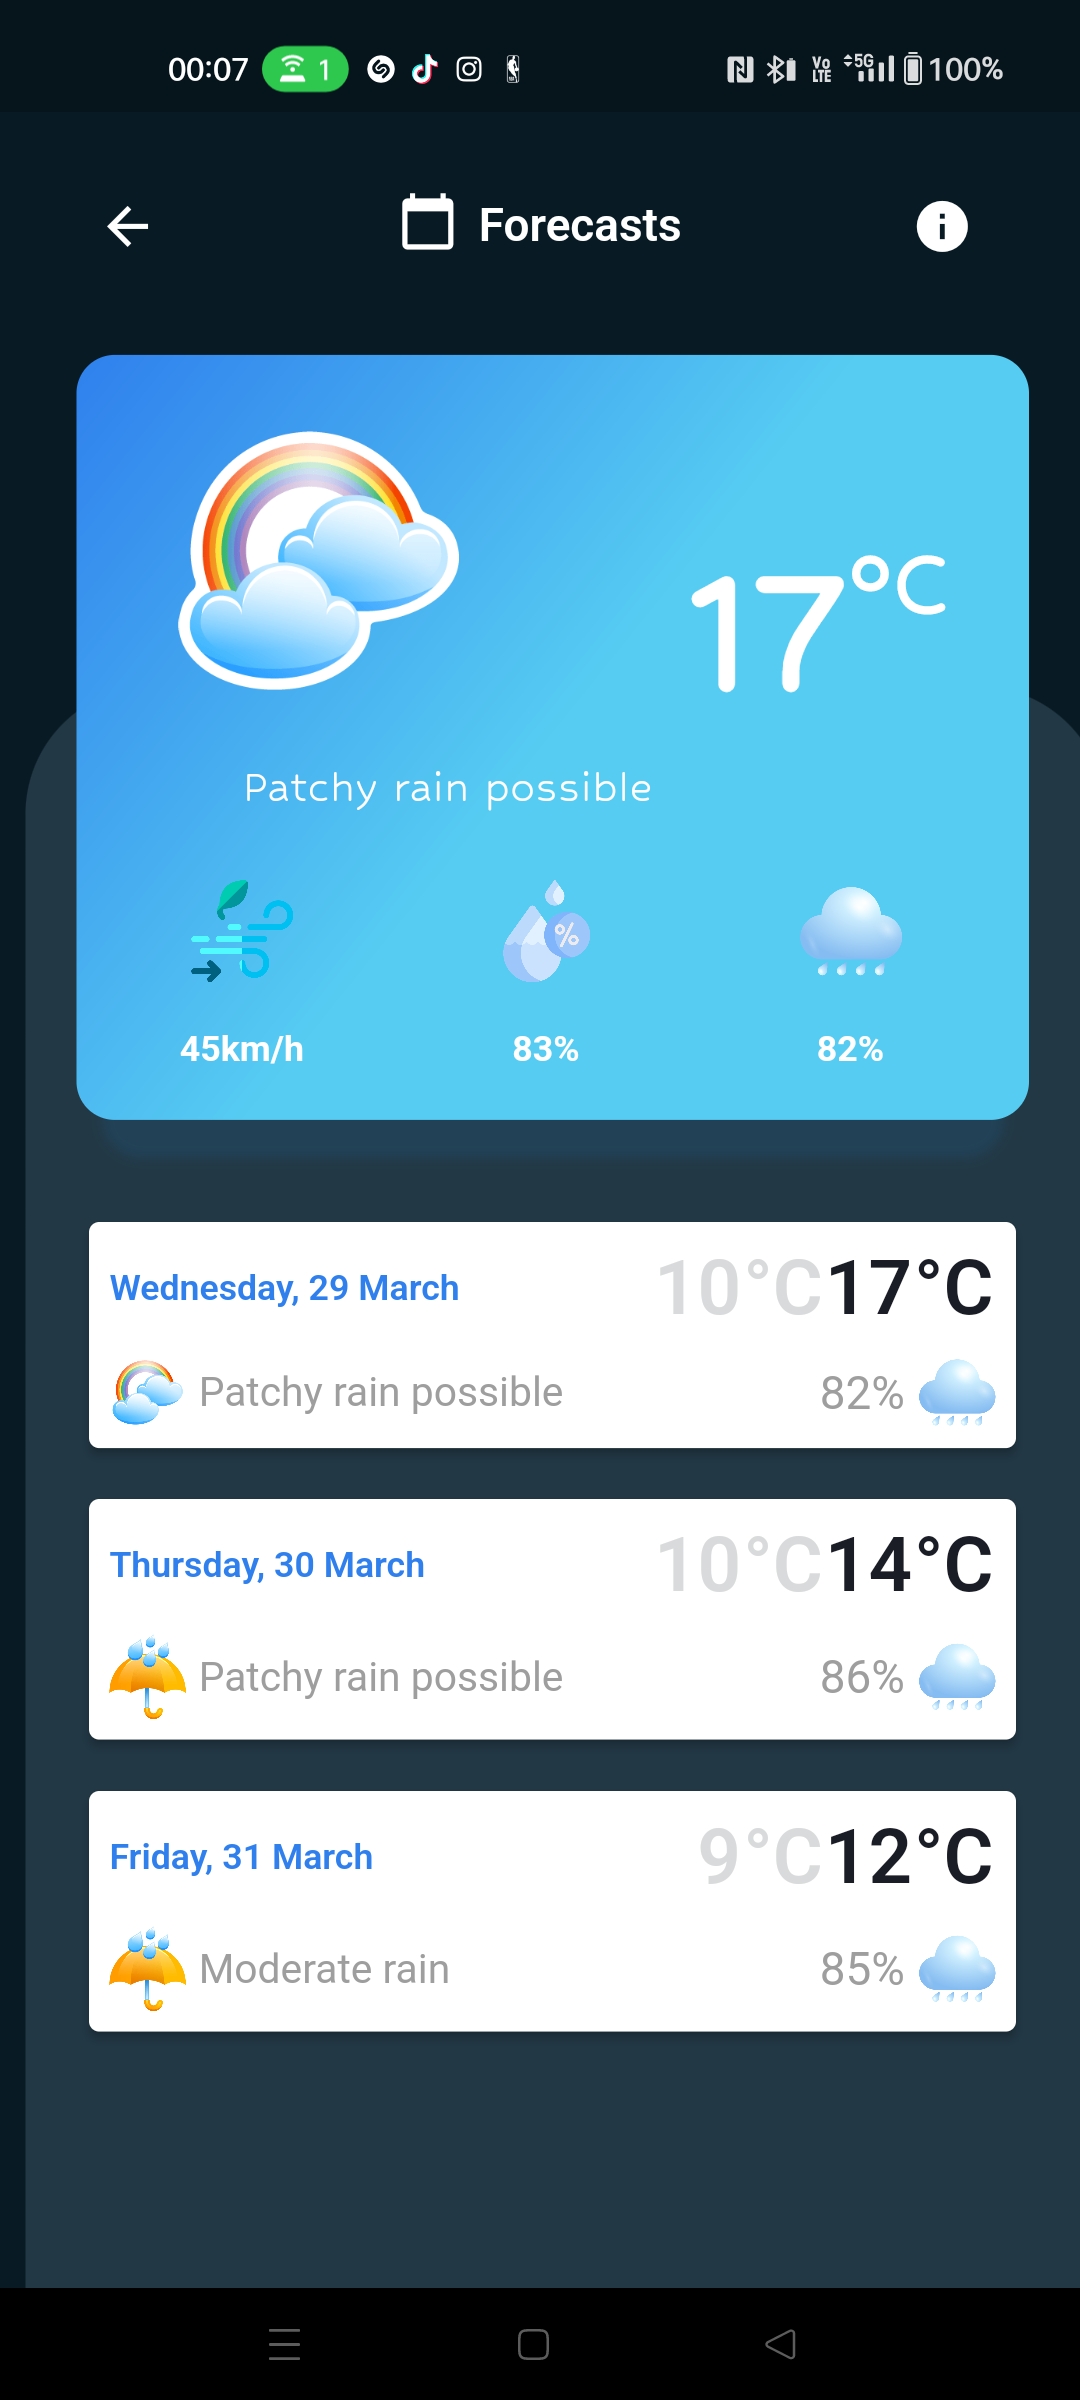 00:07 1 Vo LTE 5G 100%
Forecasts
17°C
Patchy rain possible
%
45km/h 83% 82%
Wednesday, 29 March 10°C 17°C
Patchy rain possible 82%
Thursday, 30 March 10°C 14°C
Patchy rain possible 86%
Friday, 31 March 9°C 12°C
Moderate rain 85%